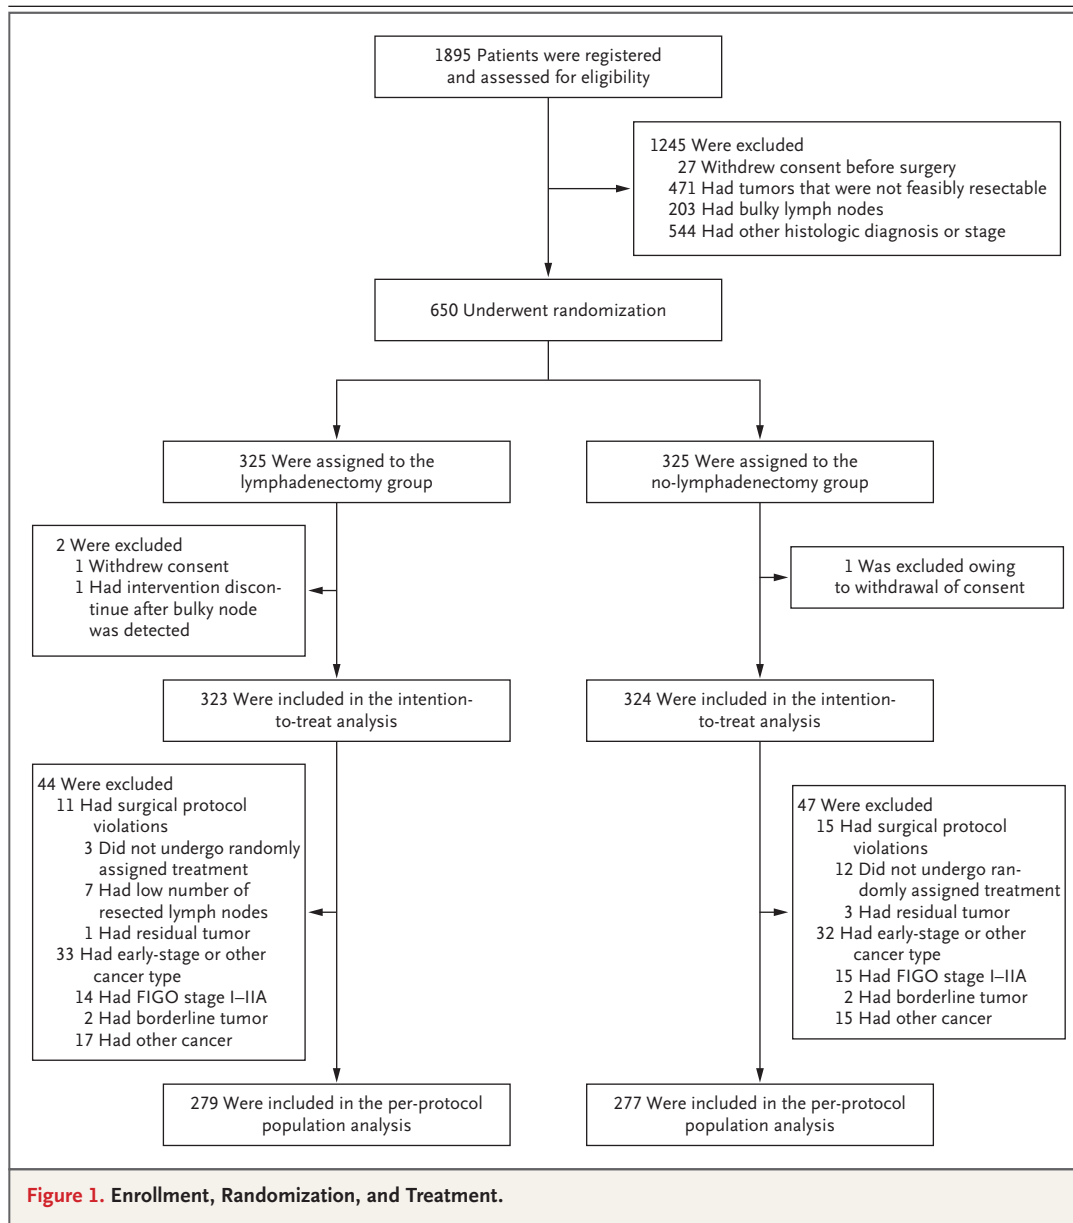 1895 Patients were registered
and assessed for eligibility
1245 Were excluded
27 Withdrew consent before surgery
471 Had tumors that were not feasibly resectable
203 Had bulky lymph nodes
544 Had other histologic diagnosis or stage
650 Underwent randomization
325 Were assigned to the
lymphadenectomy group
325 Were assigned to the
no-lymphadenectomy group
2 Were excluded
1 Withdrew consent
1 Had intervention discon-
tinue after bulky node
was detected
1 Was excluded owing
to withdrawal of consent
323 Were included in the intention-
to-treat analysis
324 Were included in the intention-
to-treat analysis
44 Were excluded
11 Had surgical protocol
violations
3 Did not undergo randomly
assigned treatment
7 Had low number of
resected lymph nodes
1 Had residual tumor
33 Had early-stage or other
cancer type
14 Had FIGO stage I–IIA
2 Had borderline tumor
17 Had other cancer
47 Were excluded
15 Had surgical protocol
violations
12 Did not undergo ran-
domly assigned treatment
3 Had residual tumor
32 Had early-stage or other
cancer type
15 Had FIGO stage I–IIA
2 Had borderline tumor
15 Had other cancer
279 Were included in the per-protocol
population analysis
277 Were included in the per-protocol
population analysis
Figure 1. Enrollment, Randomization, and Treatment.